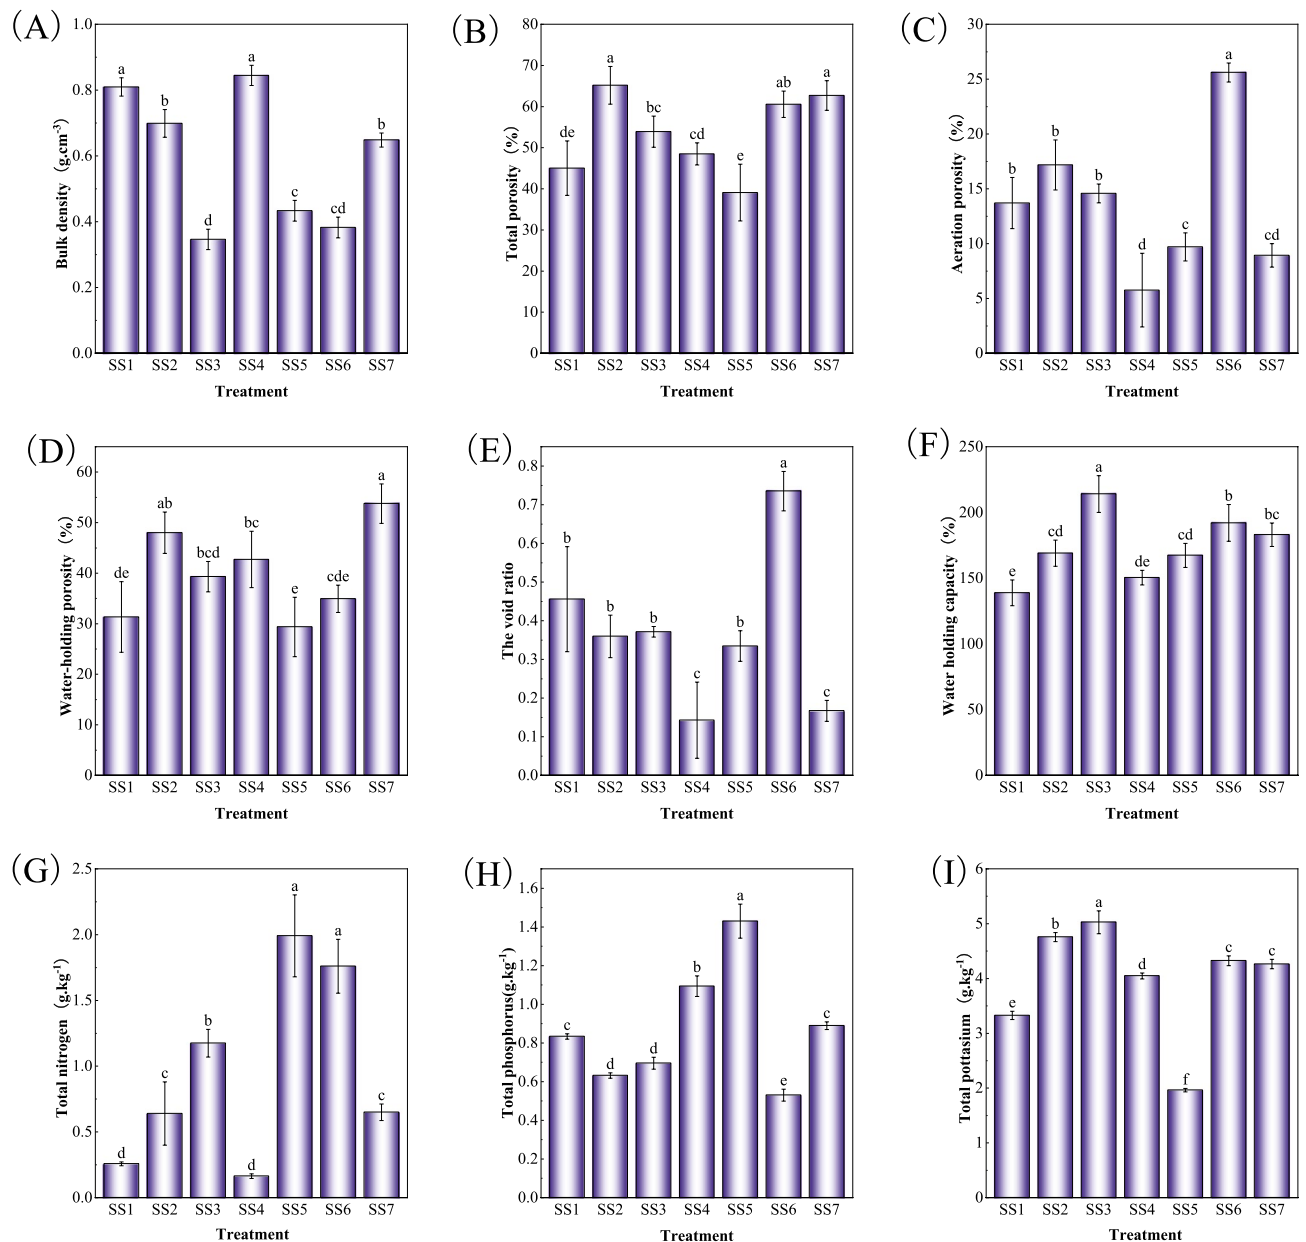 (A)
Bulk density（g.cm-3）
1.0
0.8
0.6
0.4
0.2
0.0
a
b
d
a
c
cd
b
SS1 SS2 SS3 SS4 SS5 SS6 SS7
Treatment
(B)
Total porosity（%）
80
70
60
50
40
30
20
10
0
de
a
bc
cd
e
ab
a
SS1 SS2 SS3 SS4 SS5 SS6 SS7
Treatment
(C)
Aeration porosity（%）
30
25
20
15
10
5
0
b
b
b
d
c
a
cd
SS1 SS2 SS3 SS4 SS5 SS6 SS7
Treatment
(D)
Water-holding porosity（%）
60
50
40
30
20
10
0
de
ab
bcd
bc
e
cde
a
SS1 SS2 SS3 SS4 SS5 SS6 SS7
Treatment
(E)
The void ratio
0.8
0.7
0.6
0.5
0.4
0.3
0.2
0.1
0.0
b
b
b
c
b
a
c
SS1 SS2 SS3 SS4 SS5 SS6 SS7
Treatment
(F)
Water holding capacity（%）
250
200
150
100
50
0
e
cd
a
de
cd
b
bc
SS1 SS2 SS3 SS4 SS5 SS6 SS7
Treatment
(G)
Total nitrogen（g.kg-1）
2.5
2.0
1.5
1.0
0.5
0.0
d
c
b
d
a
a
c
SS1 SS2 SS3 SS4 SS5 SS6 SS7
Treatment
(H)
Total phosphorus(g.kg-1)
1.6
1.4
1.2
1.0
0.8
0.6
0.4
0.2
0.0
c
d
d
b
a
e
c
SS1 SS2 SS3 SS4 SS5 SS6 SS7
Treatment
(I)
Total pottasium（g.kg-1）
6
5
4
3
2
1
0
e
b
a
d
f
c
c
SS1 SS2 SS3 SS4 SS5 SS6 SS7
Treatment